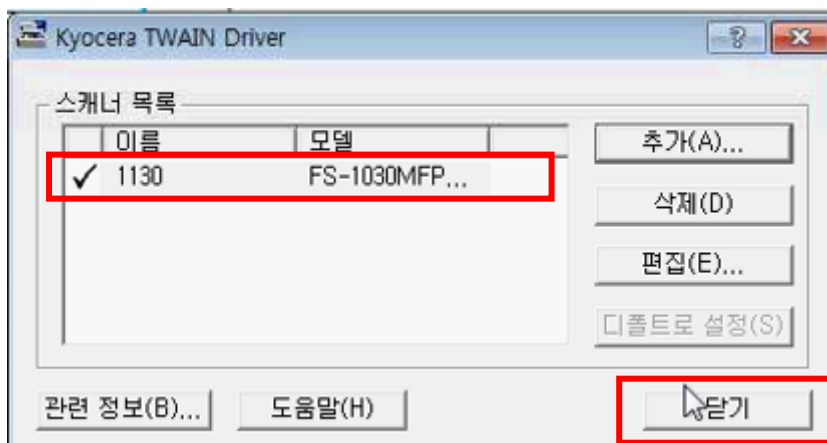 Kyocera TWAIN Driver
스캐너 목록
이름 모델
✓ 1130 FS-1030MFP,,,
추가(A)...
삭제(D)
편집(E)...
디폴트로 설정(S)
관련 정보(B)... 도움말(H) 닫기